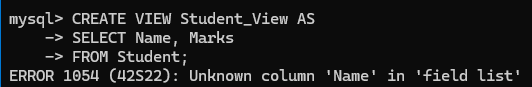 mysql> CREATE VIEW Student_View AS
-> SELECT Name, Marks
-> FROM Student;
ERROR 1054 (42S22): Unknown column 'Name' in 'field list'